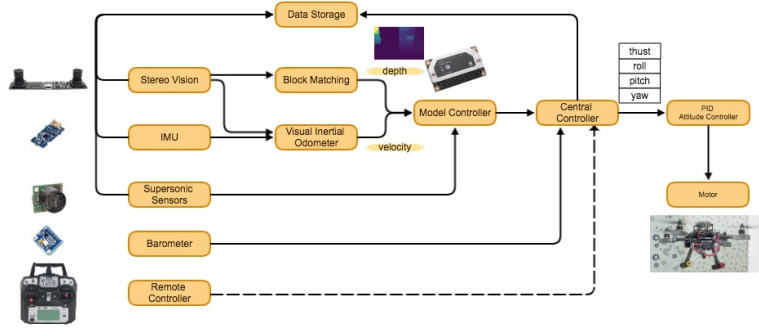 Data Storage
thust
roll
pitch
yaw
Stereo Vision
Block Matching
depth
Model Controller
Central
Controller
PID
Attitude Controller
IMU
Visual Inertial
Odometer
velocity
Supersonic
Sensors
Motor
Barometer
Remote
Controller